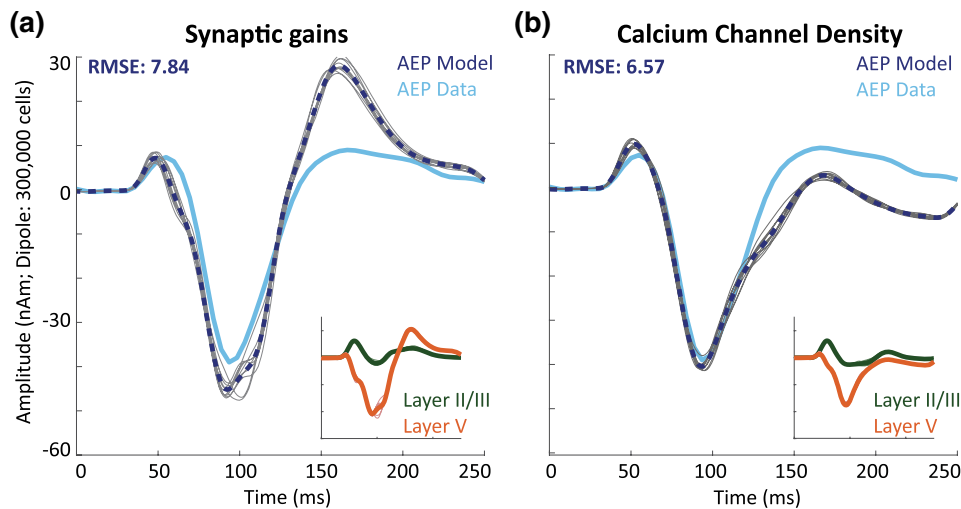 (a) Synaptic gains
RMSE: 7.84
AEP Model
AEP Data
Amplitude (nAm; Dipole: 300,000 cells)
30
0
-30
-60
Layer II/III
Layer V
0 50 100 150 200 250
Time (ms)
(b) Calcium Channel Density
RMSE: 6.57
AEP Model
AEP Data
Layer II/III
Layer V
0 50 100 150 200 250
Time (ms)